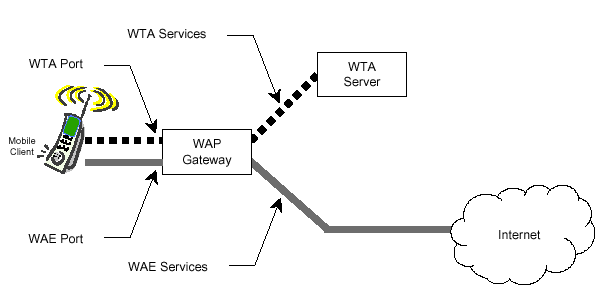 WTA Services
WTA Port
WTA
Server
Mobile
Client
WAP
Gateway
WAE Port
WAE Services
Internet